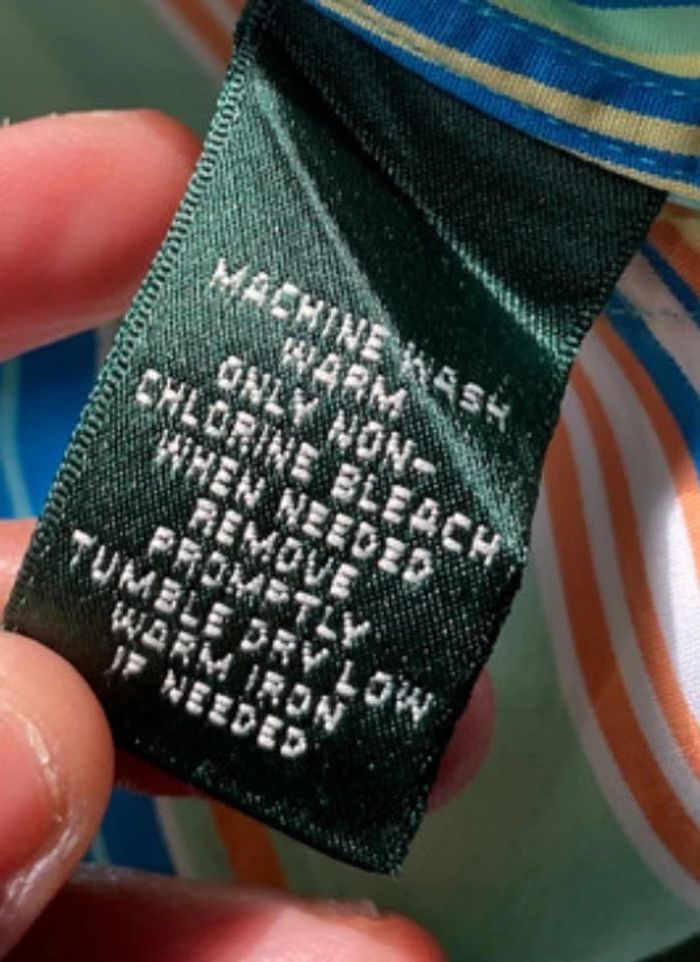 MACHINE WASH
WARM
ONLY NON-
CHLORINE BLEACH
WHEN NEEDED
REMOVE
PROMPTLY
TUMBLE DRY LOW
WARM IRON
IF NEEDED